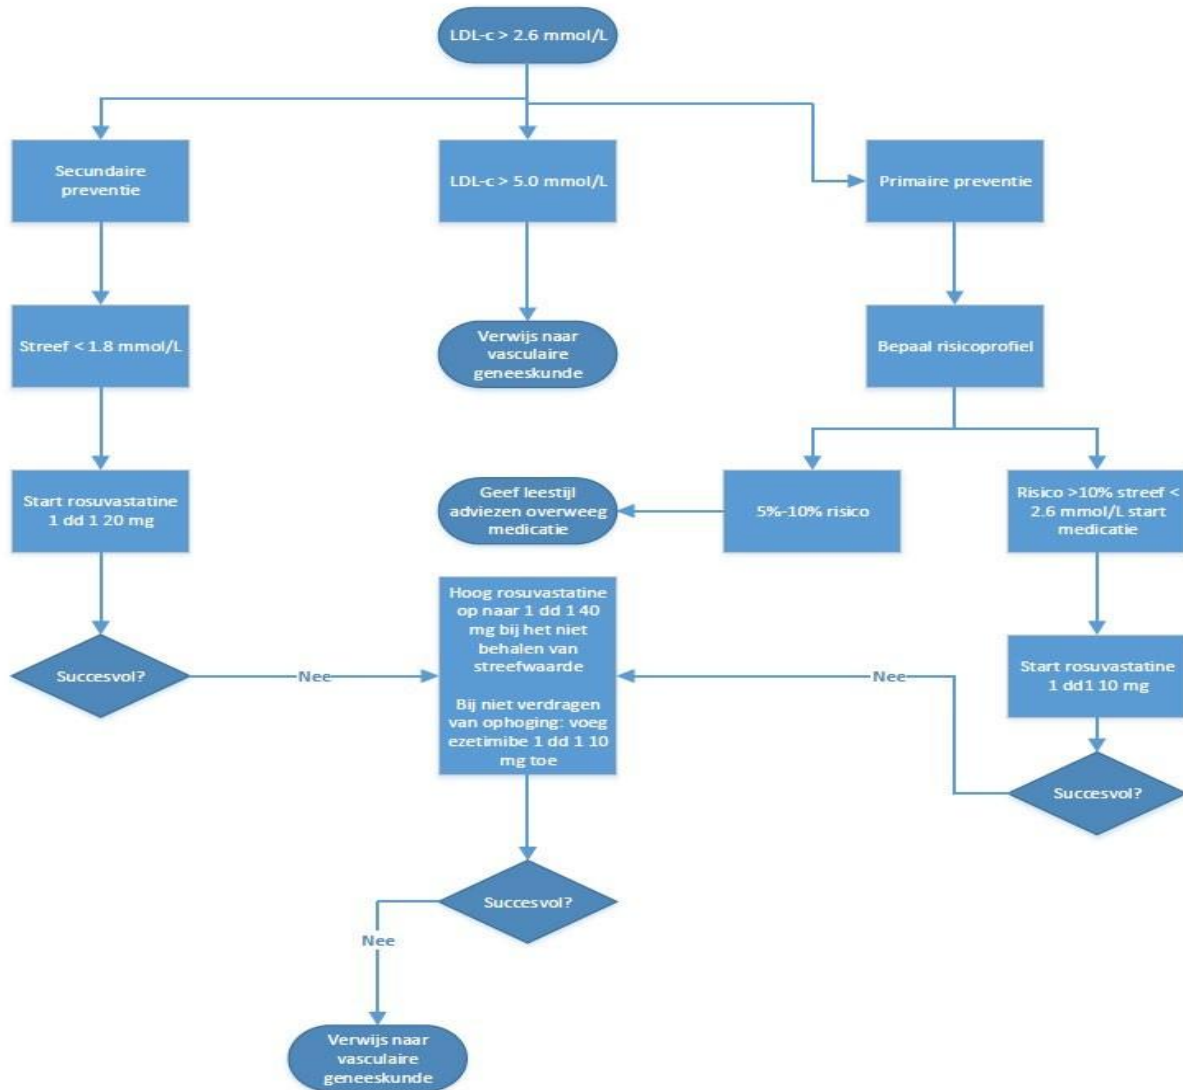 LDL-c > 2.6 mmol/L
Secundaire
preventie
LDL-c > 5.0 mmol/L
Primaire preventie
Streef < 1.8 mmol/L
Verwijs naar
vasculaire
geneeskunde
Bepaal risicoprofiel
Start rosuvastatine
1 dd 1 20 mg
Geef leestijl
adviezen overweeg
medicatie
5%-10% risico
Risico >10% streef <
2.6 mmol/L start
medicatie
Hoog rosuvastatine
op naar 1 dd 1 40
mg bij het niet
behalen van
streefwaarde
Bij niet verdragen
van ophoging: voeg
ezetimibe 1 dd 1 10
mg toe
Succesvol?
Nee
Nee
Start rosuvastatine
1 dd1 10 mg
Succesvol?
Succesvol?
Nee
Verwijs naar
vasculaire
geneeskunde